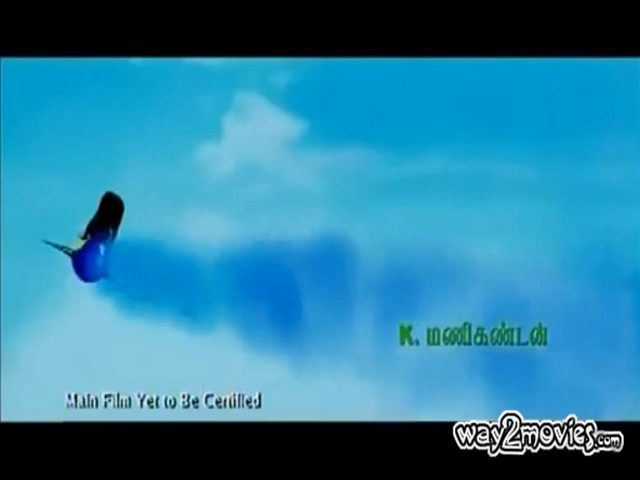 K. மணிகண்டன்
Main Film Yet to Be Certified
way2movies.com